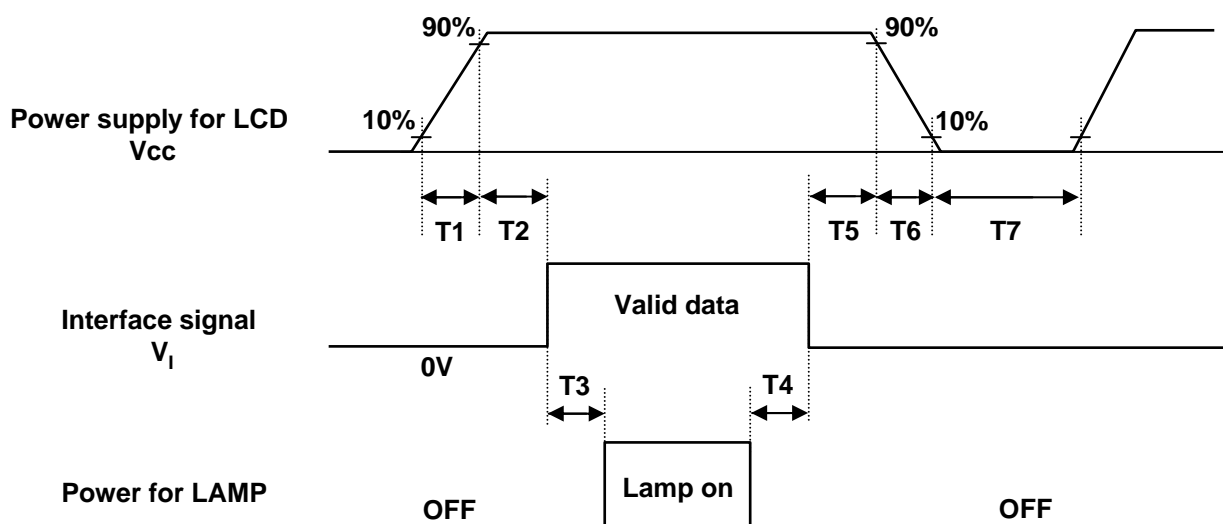 90%
90%
Power supply for LCD
Vcc
10%
10%
T1
T2
T5
T6
T7
Interface signal
VI
Valid data
0V
T3
T4
Power for LAMP
OFF
Lamp on
OFF